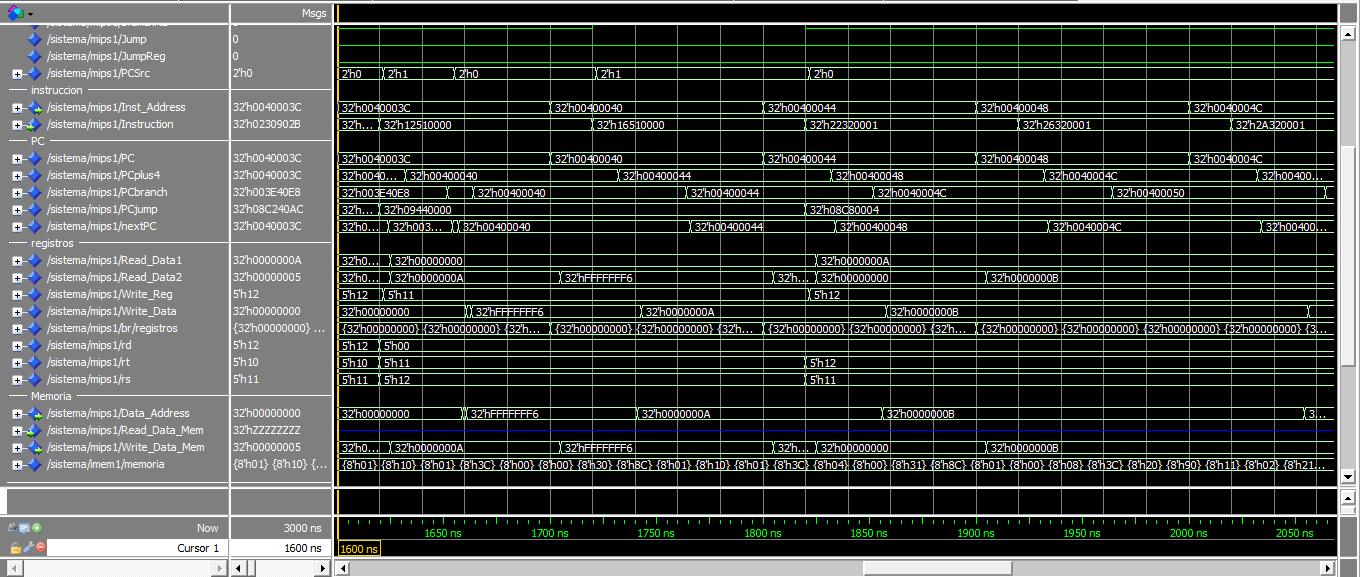 Msgs
/sistema/mips1/Jump 0
/sistema/mips1/JumpReg 0
/sistema/mips1/PCSrc 2'h0 2'h0 2'h1 2'h0 2'h1 2'h0
instruccion
/sistema/mips1/Inst_Address 32'h0040003C 32'h0040003C 32'h00400040 32'h00400044 32'h00400048 32'h0040004C
/sistema/mips1/Instruction 32'h0230902B 32'h... 32'h12510000 32'h16510000 32'h22320001 32'h26320001 32'h2A320001
PC
/sistema/mips1/PC 32'h0040003C 32'h0040003C 32'h00400040 32'h00400044 32'h00400048 32'h0040004C
/sistema/mips1/PCplus4 32'h0040003C 32'h0040... 32'h00400040 32'h00400044 32'h00400048 32'h0040004C 32'h00400...
/sistema/mips1/PCbranch 32'h003E40E8 32'h003E40E8 32'h00400040 32'h00400044 32'h0040004C 32'h00400050
/sistema/mips1/PCjump 32'h08C240AC 32'h... 32'h09440000 32'h08C80004
/sistema/mips1/nextPC 32'h0040003C 32'h0... 32'h003... 32'h00400040 32'h00400044 32'h00400048 32'h0040004C 32'h00400...
registros
/sistema/mips1/Read_Data1 32'h0000000A 32'h0... 32'h00000000 32'h0000000A
/sistema/mips1/Read_Data2 32'h00000005 32'h0... 32'h0000000A 32'hFFFFFFF6 32'h... 32'h00000000 32'h0000000B
/sistema/mips1/Write_Reg 5'h12 5'h12 5'h11 5'h12
/sistema/mips1/Write_Data 32'h00000000 32'h00000000 32'hFFFFFFF6 32'h0000000A 32'h0000000B
/sistema/mips1/br/registros {32'h00000000} ... {32'h00000000} {32'h00000000} {32'h... {32'h00000000} {32'h00000000} {32'h... {32'h00000000} {32'h00000000} {32'h... {32'h00000000} {32'h00000000} {32'h00000000} {32'h00000000} {3...
/sistema/mips1/rd 5'h12 5'h12 5'h00
/sistema/mips1/rt 5'h10 5'h10 5'h11 5'h12
/sistema/mips1/rs 5'h11 5'h11 5'h12 5'h11
Memoria
/sistema/mips1/Data_Address 32'h00000000 32'h00000000 32'hFFFFFFF6 32'h0000000A 32'h0000000B 3...
/sistema/mips1/Read_Data_Mem 32'hZZZZZZZZ
/sistema/mips1/Write_Data_Mem 32'h00000005 32'h0... 32'h0000000A 32'hFFFFFFF6 32'h... 32'h00000000 32'h0000000B
/sistema/imem1/memoria {8'h01} {8'h10} {... {8'h01} {8'h10} {8'h01} {8'h3C} {8'h00} {8'h00} {8'h30} {8'h8C} {8'h01} {8'h10} {8'h01} {8'h3C} {8'h04} {8'h00} {8'h31} {8'h8C} {8'h01} {8'h00} {8'h08} {8'h3C} {8'h20} {8'h90} {8'h11} {8'h02} {8'h21...
Now 3000 ns 1650 ns 1700 ns 1750 ns 1800 ns 1850 ns 1900 ns 1950 ns 2000 ns 2050 ns
Cursor 1 1600 ns 1600 ns